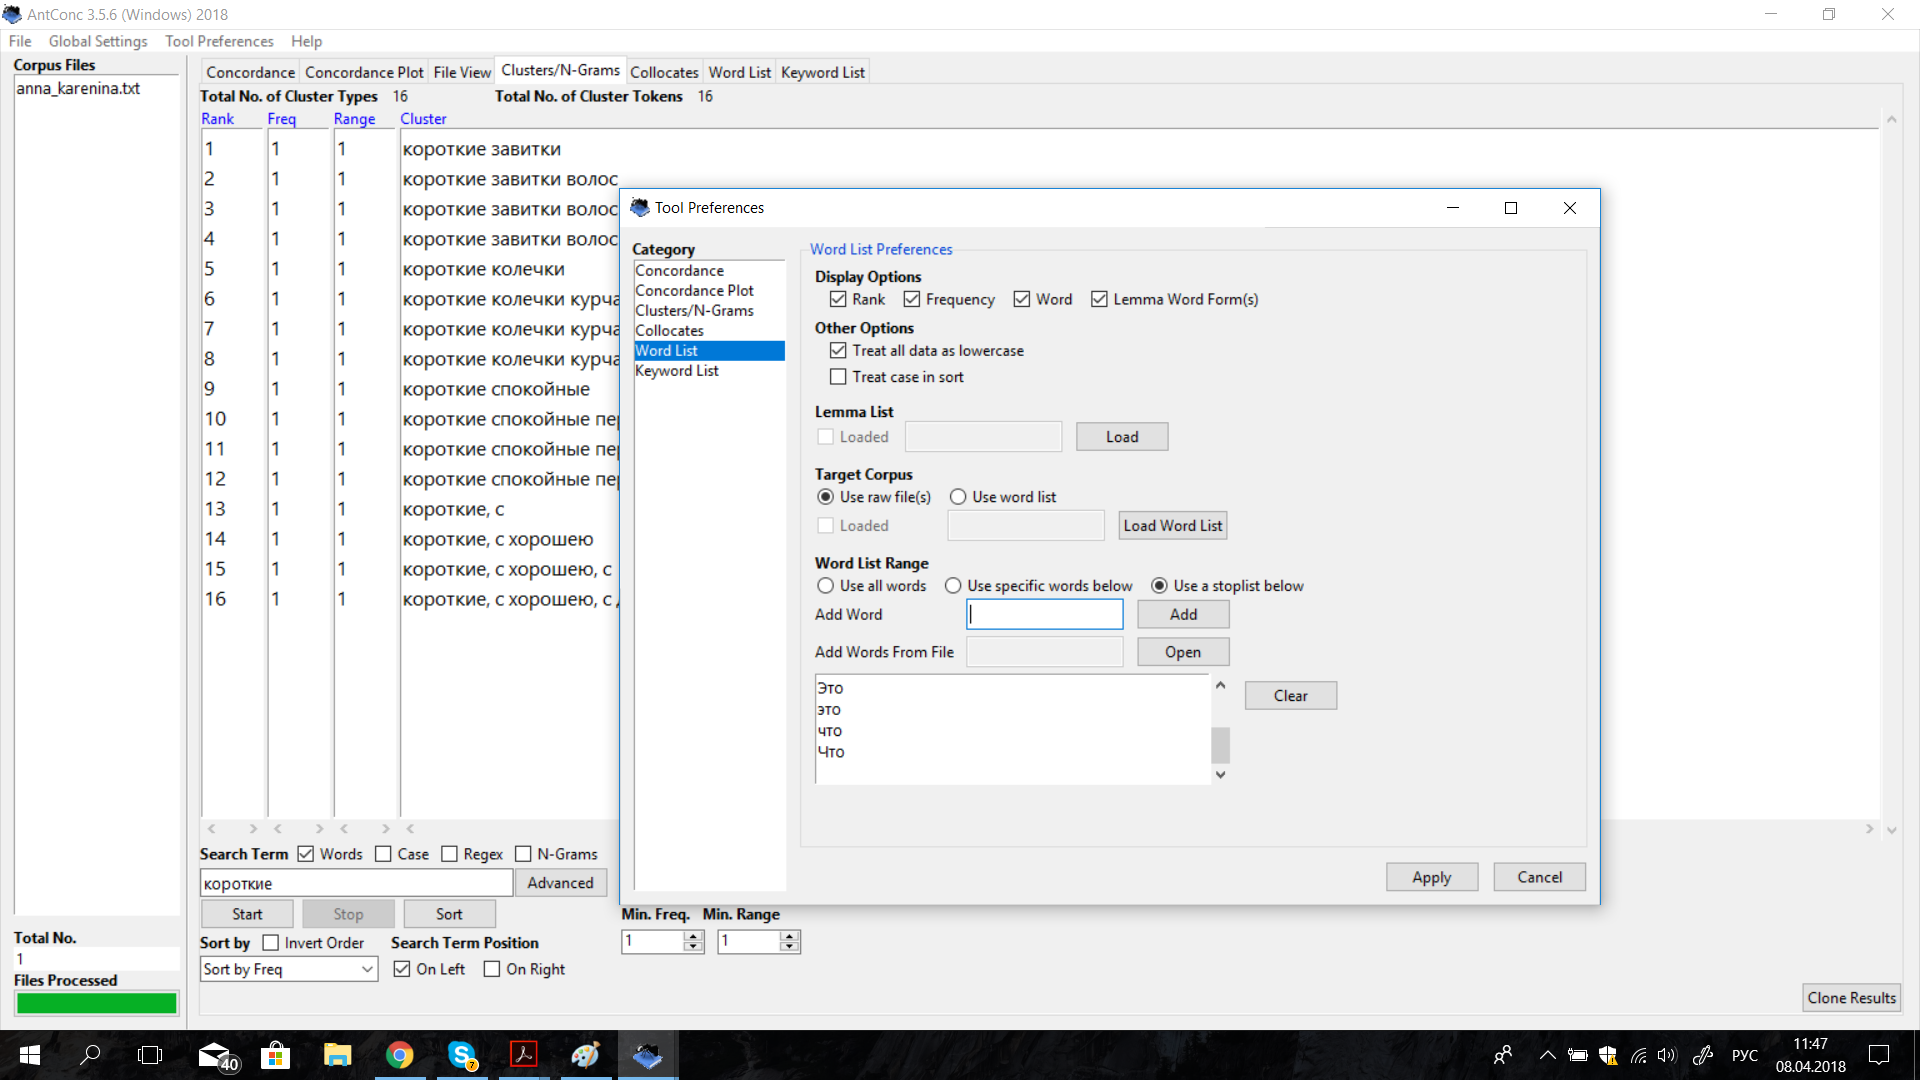 AntConc 3.5.6 (Windows) 2018
File Global Settings Tool Preferences Help
Corpus Files
anna_karenina.txt
Concordance Concordance Plot File View Clusters/N-Grams Collocates Word List Keyword List
Total No. of Cluster Types 16 Total No. of Cluster Tokens 16
Rank Freq Range Cluster
1 1 1 короткие завитки
2 1 1 короткие завитки волос
3 1 1 короткие завитки волос
4 1 1 короткие завитки волос
5 1 1 короткие колечки
6 1 1 короткие колечки курча
7 1 1 короткие колечки курча
8 1 1 короткие колечки курча
9 1 1 короткие спокойные
10 1 1 короткие спокойные пе
11 1 1 короткие спокойные пе
12 1 1 короткие спокойные пе
13 1 1 короткие, с
14 1 1 короткие, с хорошею
15 1 1 короткие, с хорошею, с
16 1 1 короткие, с хорошею, с
Search Term Words Case Regex N-Grams
короткие Advanced
Start Stop Sort
Sort by Invert Order Search Term Position
Sort by Freq On Left On Right
Min. Freq. Min. Range
1 1
Total No.
1
Files Processed
Clone Results
Tool Preferences
Category
Concordance
Concordance Plot
Clusters/N-Grams
Collocates
Word List
Keyword List
Word List Preferences
Display Options
Rank Frequency Word Lemma Word Form(s)
Other Options
Treat all data as lowercase
Treat case in sort
Lemma List
Loaded Load
Target Corpus
Use raw file(s) Use word list
Loaded Load Word List
Word List Range
Use all words Use specific words below Use a stoplist below
Add Word Add
Add Words From File Open
Это
это
что
Что
Clear
Apply Cancel
40
7
РУС
11:47
08.04.2018